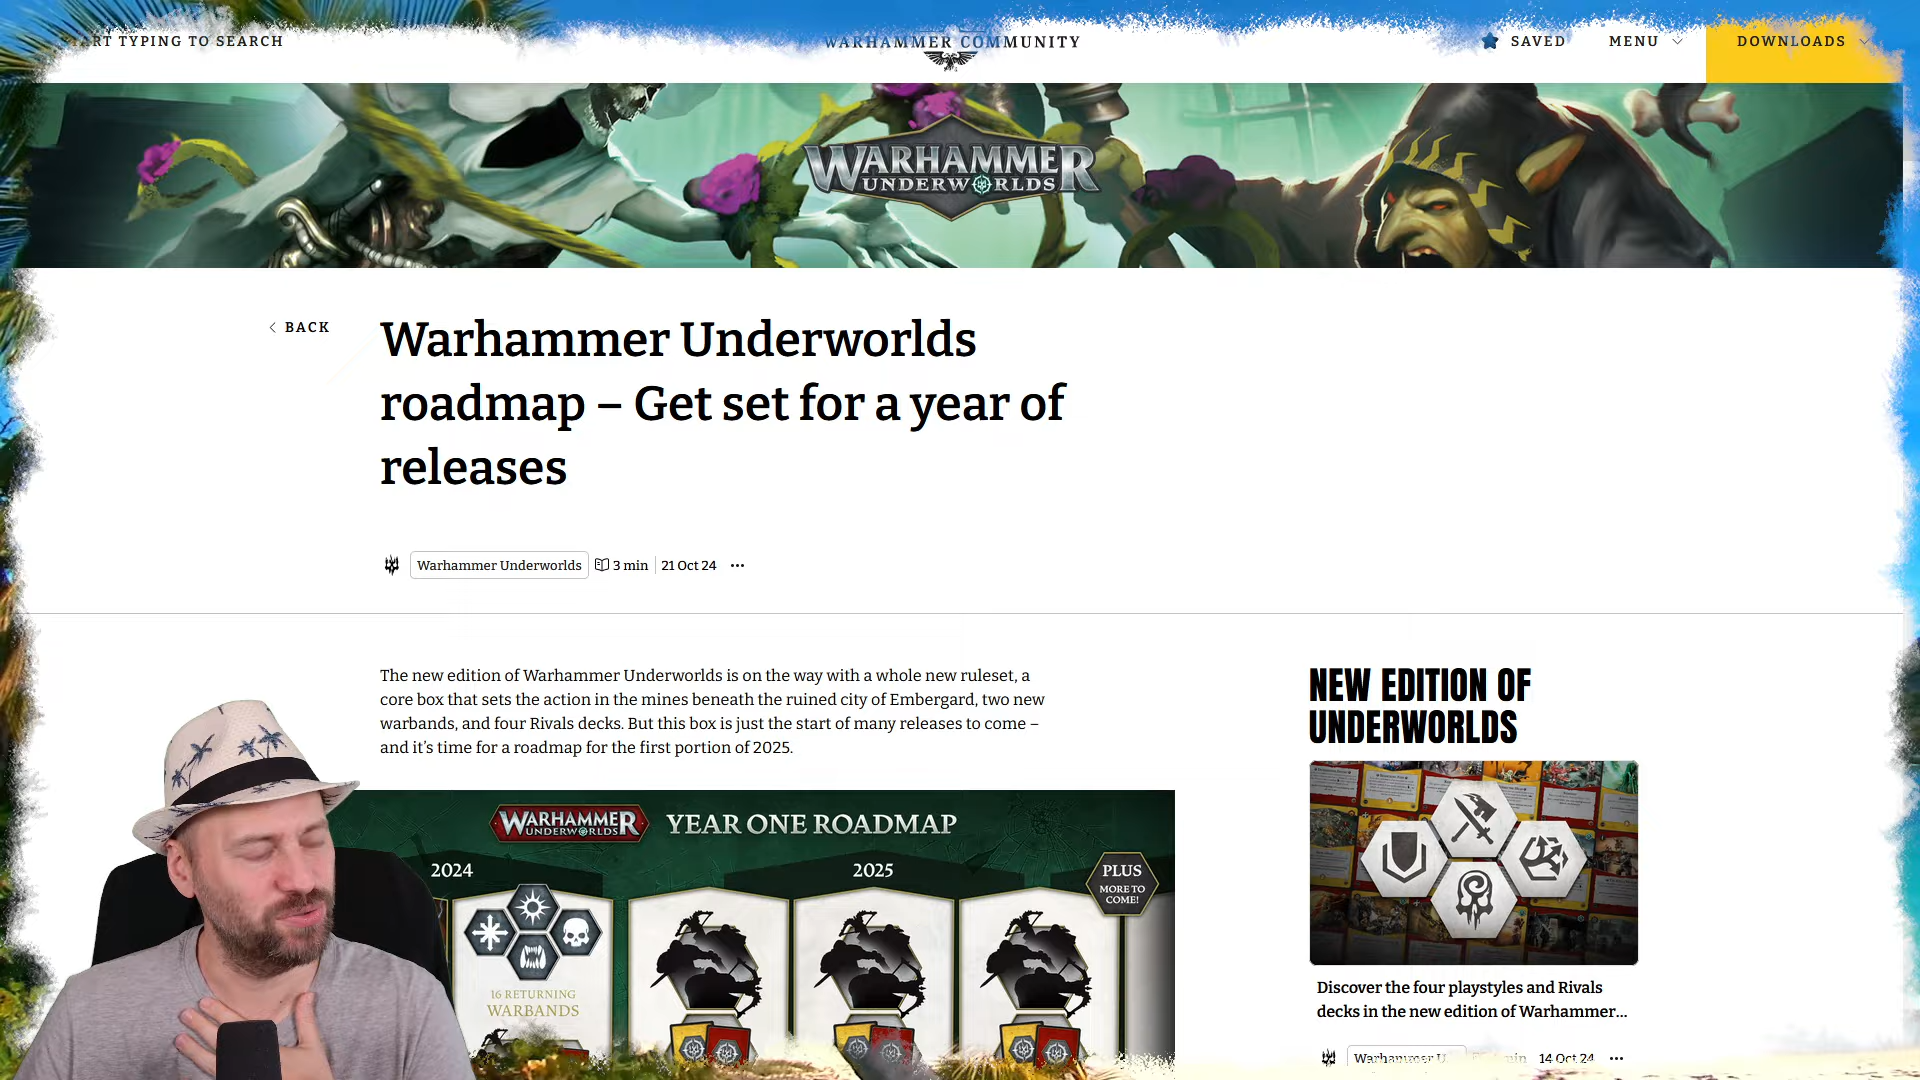 RT TYPING TO SEARCH
WARHAMMER COMMUNITY
SAVED
MENU
DOWNLOADS
WARHAMMER
UNDERWORLDS
BACK
Warhammer Underworlds
roadmap – Get set for a year of
releases
Warhammer Underworlds
3 min
21 Oct 24
The new edition of Warhammer Underworlds is on the way with a whole new ruleset, a
core box that sets the action in the mines beneath the ruined city of Embergard, two new
warbands, and four Rivals decks. But this box is just the start of many releases to come –
and it's time for a roadmap for the first portion of 2025.
WARHAMMER
UNDERWORLDS
YEAR ONE ROADMAP
2024
2025
PLUS
MORE TO
COME!
16 RETURNING
WARBANDS
NEW EDITION OF
UNDERWORLDS
Discover the four playstyles and Rivals
decks in the new edition of Warhammer...
Warhammer U
min
14 Oct 24